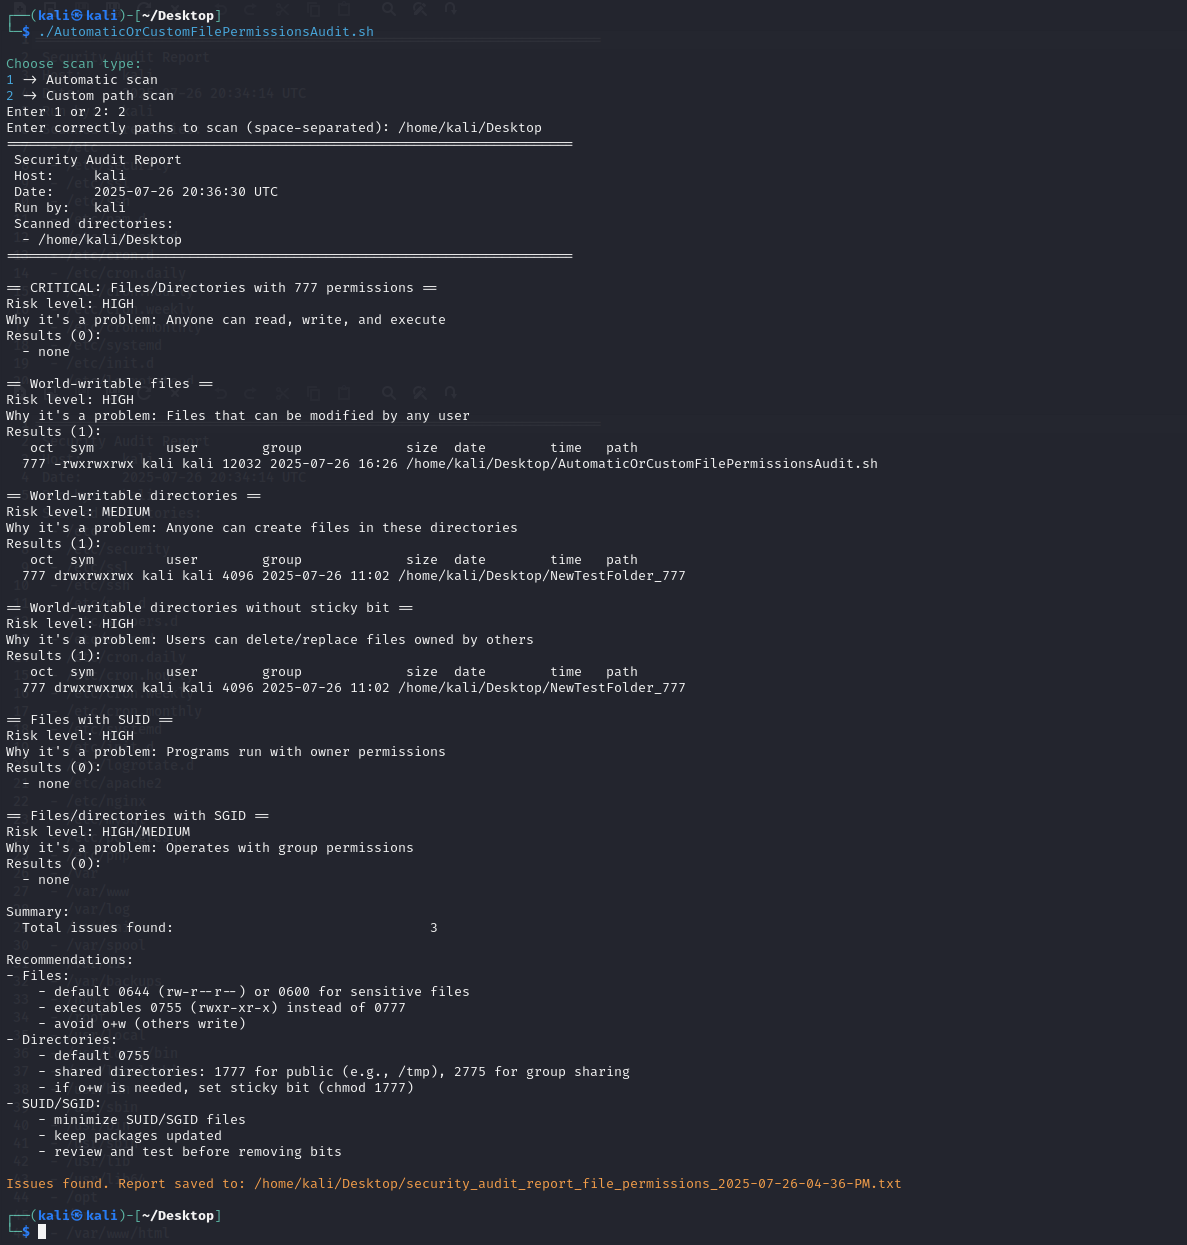 ┌──(kali㉿kali)-[~/Desktop]
└─$ ./AutomaticOrCustomFilePermissionsAudit.sh
Choose scan type:
1 → Automatic scan
2 → Custom path scan
Enter 1 or 2: 2
Enter correctly paths to scan (space-separated): /home/kali/Desktop
======================================================================
Security Audit Report
Host:     kali
Date:     2025-07-26 20:36:30 UTC
Run by:   kali
Scanned directories:
  - /home/kali/Desktop
======================================================================
== CRITICAL: Files/Directories with 777 permissions ==
Risk level: HIGH
Why it's a problem: Anyone can read, write, and execute
Results (0):
  - none
== World-writable files ==
Risk level: HIGH
Why it's a problem: Files that can be modified by any user
Results (1):
   oct  sym         user        group             size  date        time   path
  777 -rwxrwxrwx kali kali 12032 2025-07-26 16:26 /home/kali/Desktop/AutomaticOrCustomFilePermissionsAudit.sh
== World-writable directories ==
Risk level: MEDIUM
Why it's a problem: Anyone can create files in these directories
Results (1):
   oct  sym         user        group             size  date        time   path
  777 drwxrwxrwx kali kali 4096 2025-07-26 11:02 /home/kali/Desktop/NewTestFolder_777
== World-writable directories without sticky bit ==
Risk level: HIGH
Why it's a problem: Users can delete/replace files owned by others
Results (1):
   oct  sym         user        group             size  date        time   path
  777 drwxrwxrwx kali kali 4096 2025-07-26 11:02 /home/kali/Desktop/NewTestFolder_777
== Files with SUID ==
Risk level: HIGH
Why it's a problem: Programs run with owner permissions
Results (0):
  - none
== Files/directories with SGID ==
Risk level: HIGH/MEDIUM
Why it's a problem: Operates with group permissions
Results (0):
  - none
Summary:
  Total issues found:                                3
Recommendations:
- Files:
    - default 0644 (rw-r--r--) or 0600 for sensitive files
    - executables 0755 (rwxr-xr-x) instead of 0777
    - avoid o+w (others write)
- Directories:
    - default 0755
    - shared directories: 1777 for public (e.g., /tmp), 2775 for group sharing
    - if o+w is needed, set sticky bit (chmod 1777)
- SUID/SGID:
    - minimize SUID/SGID files
    - keep packages updated
    - review and test before removing bits
Issues found. Report saved to: /home/kali/Desktop/security_audit_report_file_permissions_2025-07-26-04-36-PM.txt
┌──(kali㉿kali)-[~/Desktop]
└─$